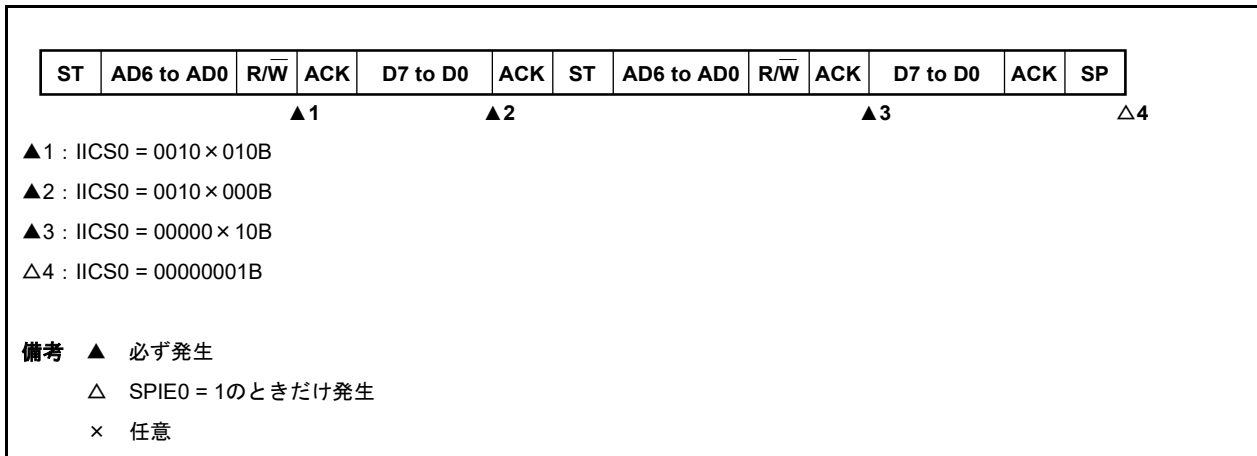 ST AD6 to AD0 R/W̅ ACK D7 to D0 ACK ST AD6 to AD0 R/W̅ ACK D7 to D0 ACK SP
▲1 ▲2 ▲3 △4
▲1：IICS0 = 0010×010B
▲2：IICS0 = 0010×000B
▲3：IICS0 = 00000×10B
△4：IICS0 = 00000001B
備考 ▲ 必ず発生
△ SPIE0 = 1のときだけ発生
× 任意